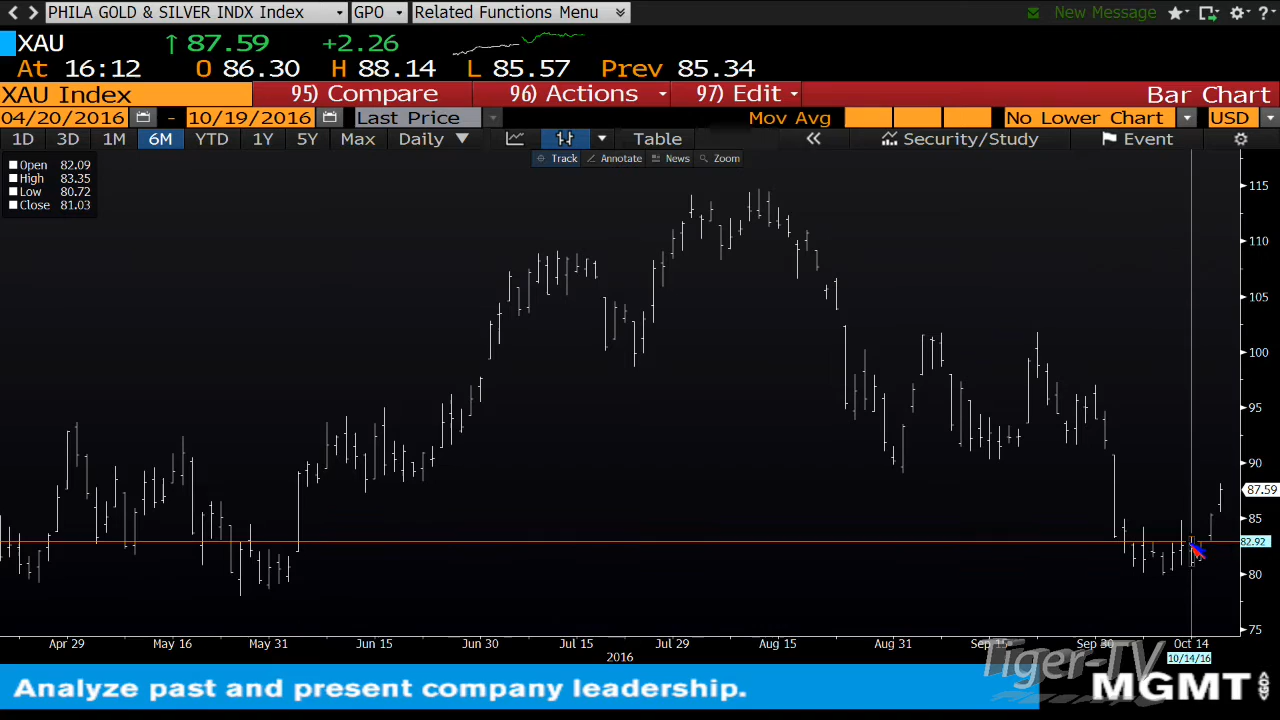 PHILA GOLD & SILVER INDX Index GPO Related Functions Menu New Message ?
XAU ↑ 87.59 +2.26
At 16:12 O 86.30 H 88.14 L 85.57 Prev 85.34
XAU Index 95) Compare 96) Actions 97) Edit Bar Chart
04/20/2016 - 10/19/2016 Last Price Mov Avg No Lower Chart USD
1D 3D 1M 6M YTD 1Y 5Y Max Daily Table « Security/Study Event
Track Annotate News Zoom
Open 82.09
High 83.35
Low 80.72
Close 81.03
115
110
105
100
95
90
87.59
85
82.92
80
75
Apr 29 May 16 May 31 Jun 15 Jun 30 Jul 15 Jul 29 Aug 15 Aug 31 Sep 15 Sep 30 Oct 14
2016
10/14/16
Tiger-TV
Analyze past and present company leadership. MGMT GO